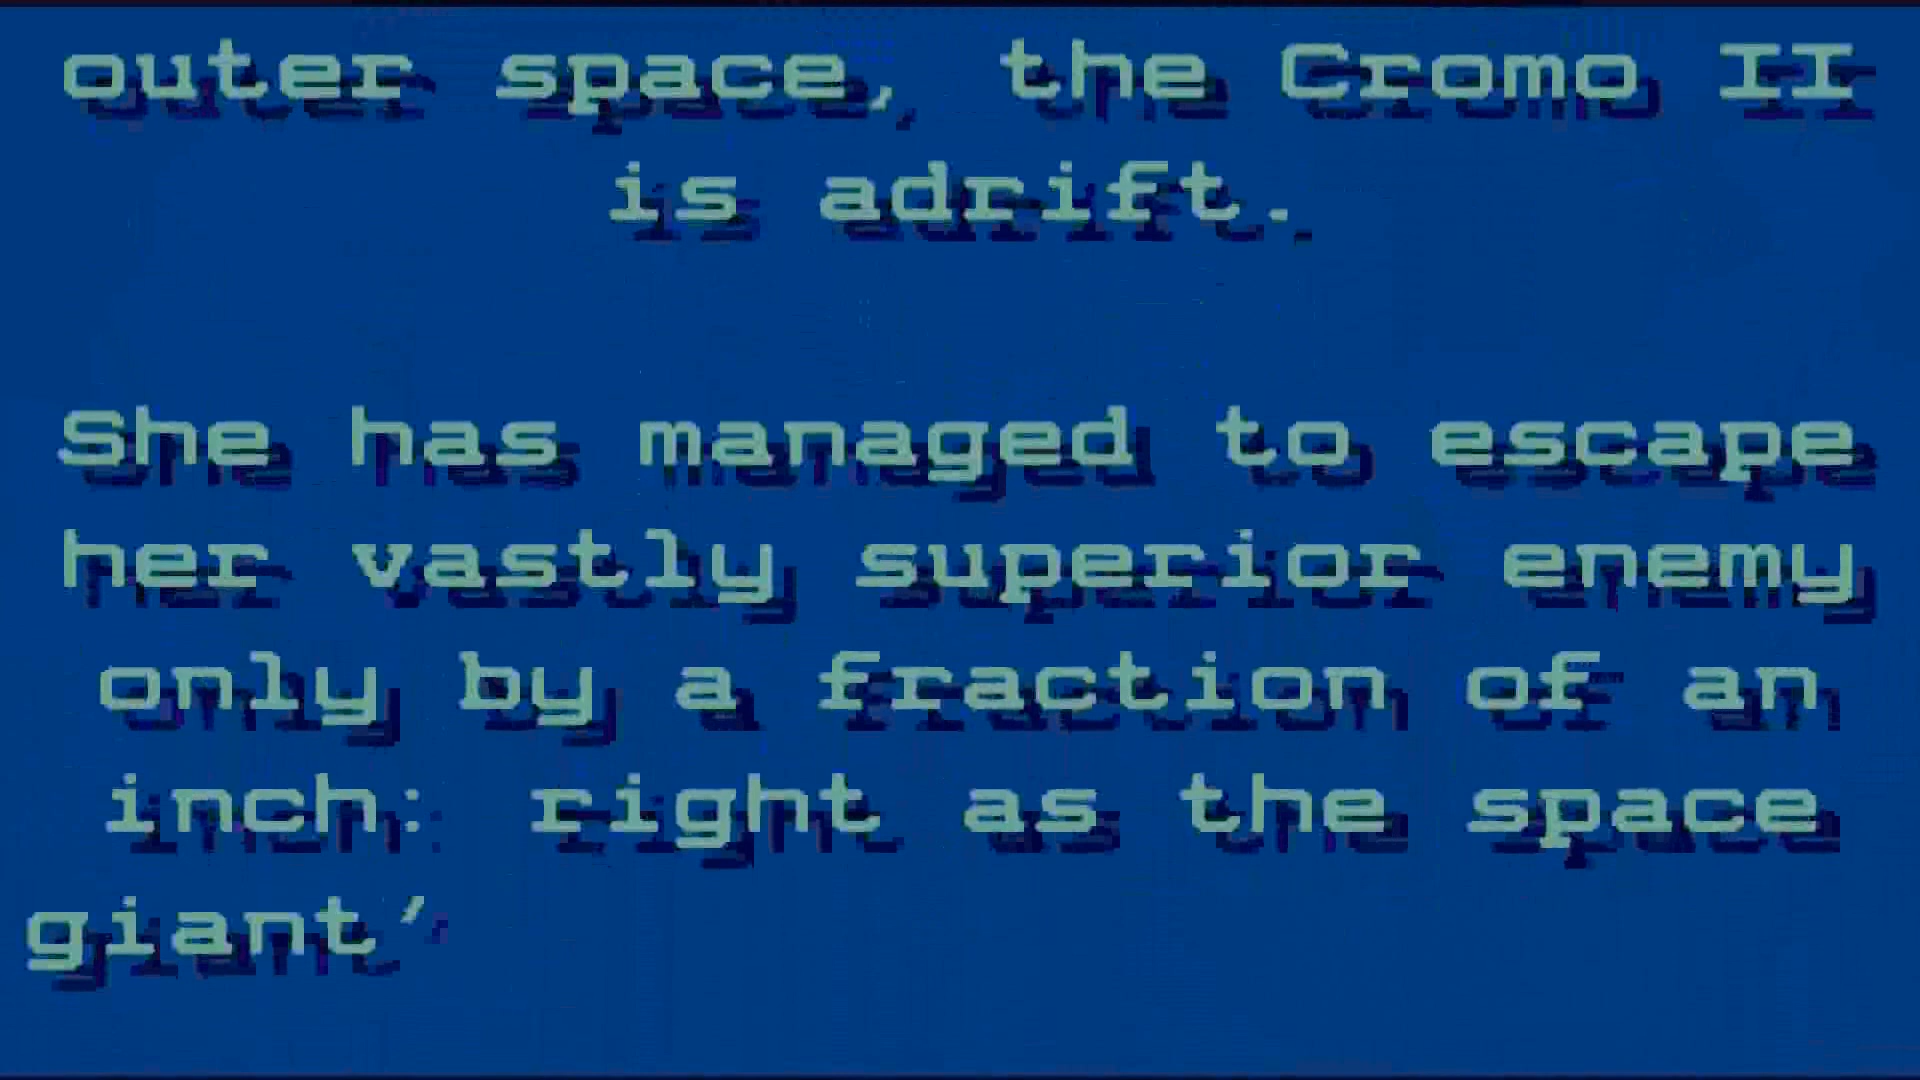 outer space, the Cromo II
is adrift.
She has managed to escape
her vastly superior enemy
only by a fraction of an
inch: right as the space
giant'